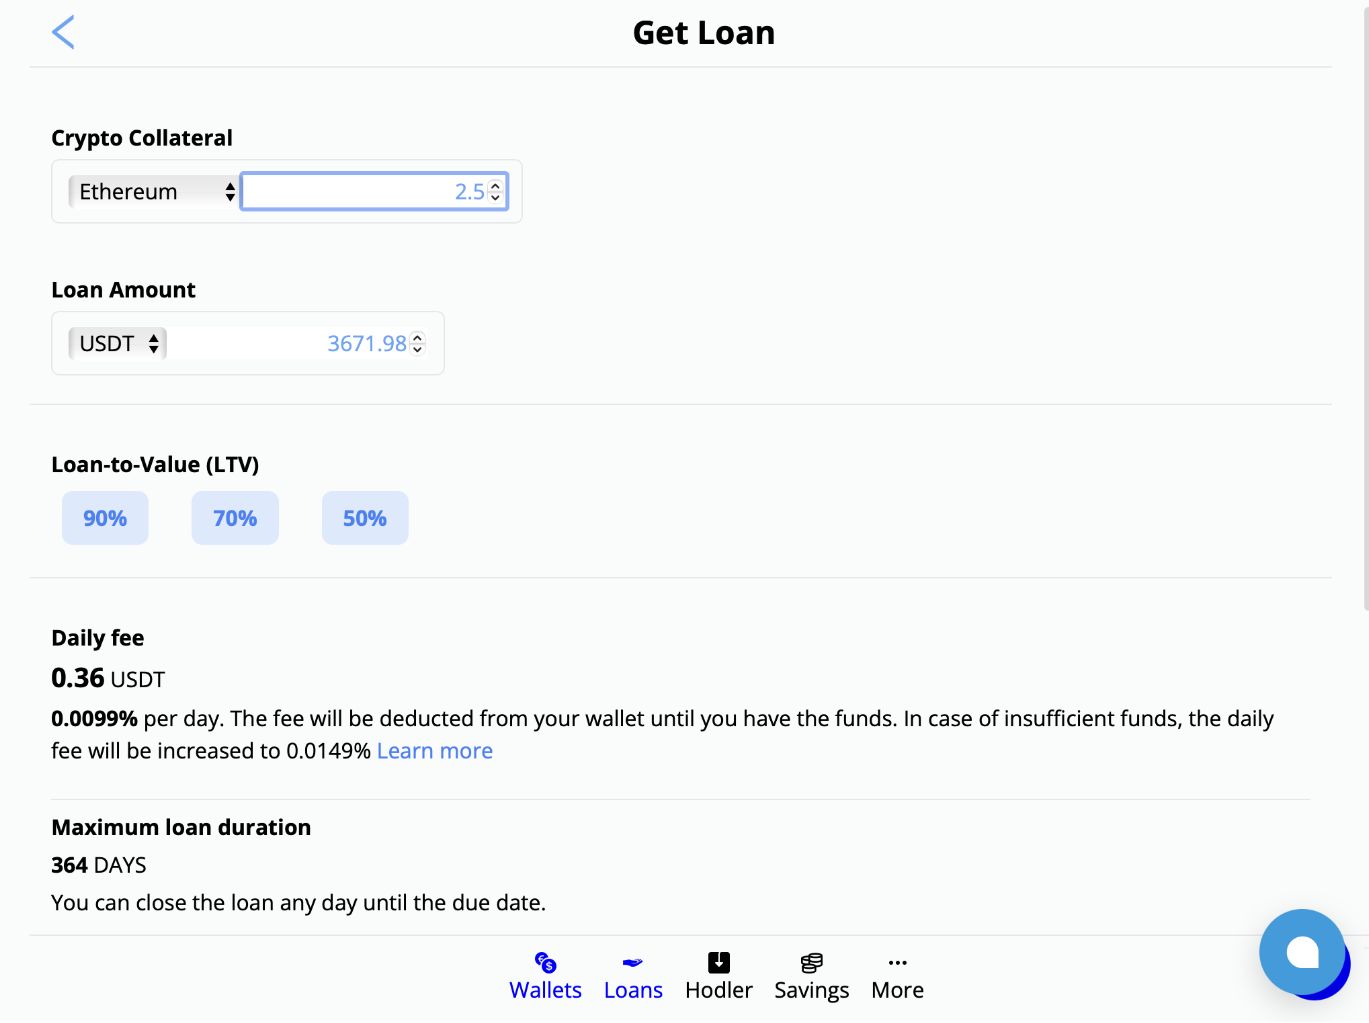 Get Loan
Crypto Collateral
Ethereum 2.5
Loan Amount
USDT 3671.98
Loan-to-Value (LTV)
90% 70% 50%
Daily fee
0.36 USDT
0.0099% per day. The fee will be deducted from your wallet until you have the funds. In case of insufficient funds, the daily
fee will be increased to 0.0149% Learn more
Maximum loan duration
364 DAYS
You can close the loan any day until the due date.
Wallets Loans Hodler Savings More